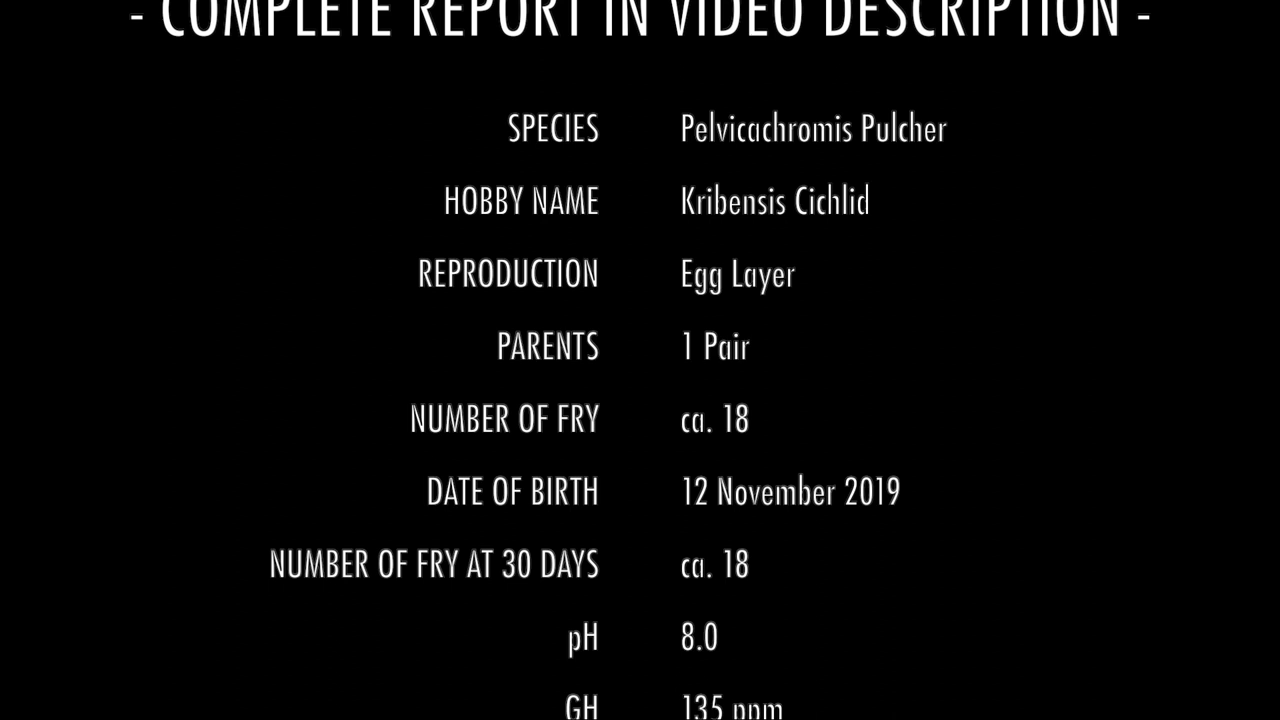 - COMPLETE REPORT IN VIDEO DESCRIPTION -
SPECIES Pelvicachromis Pulcher
HOBBY NAME Kribensis Cichlid
REPRODUCTION Egg Layer
PARENTS 1 Pair
NUMBER OF FRY ca. 18
DATE OF BIRTH 12 November 2019
NUMBER OF FRY AT 30 DAYS ca. 18
pH 8.0
GH 135 ppm